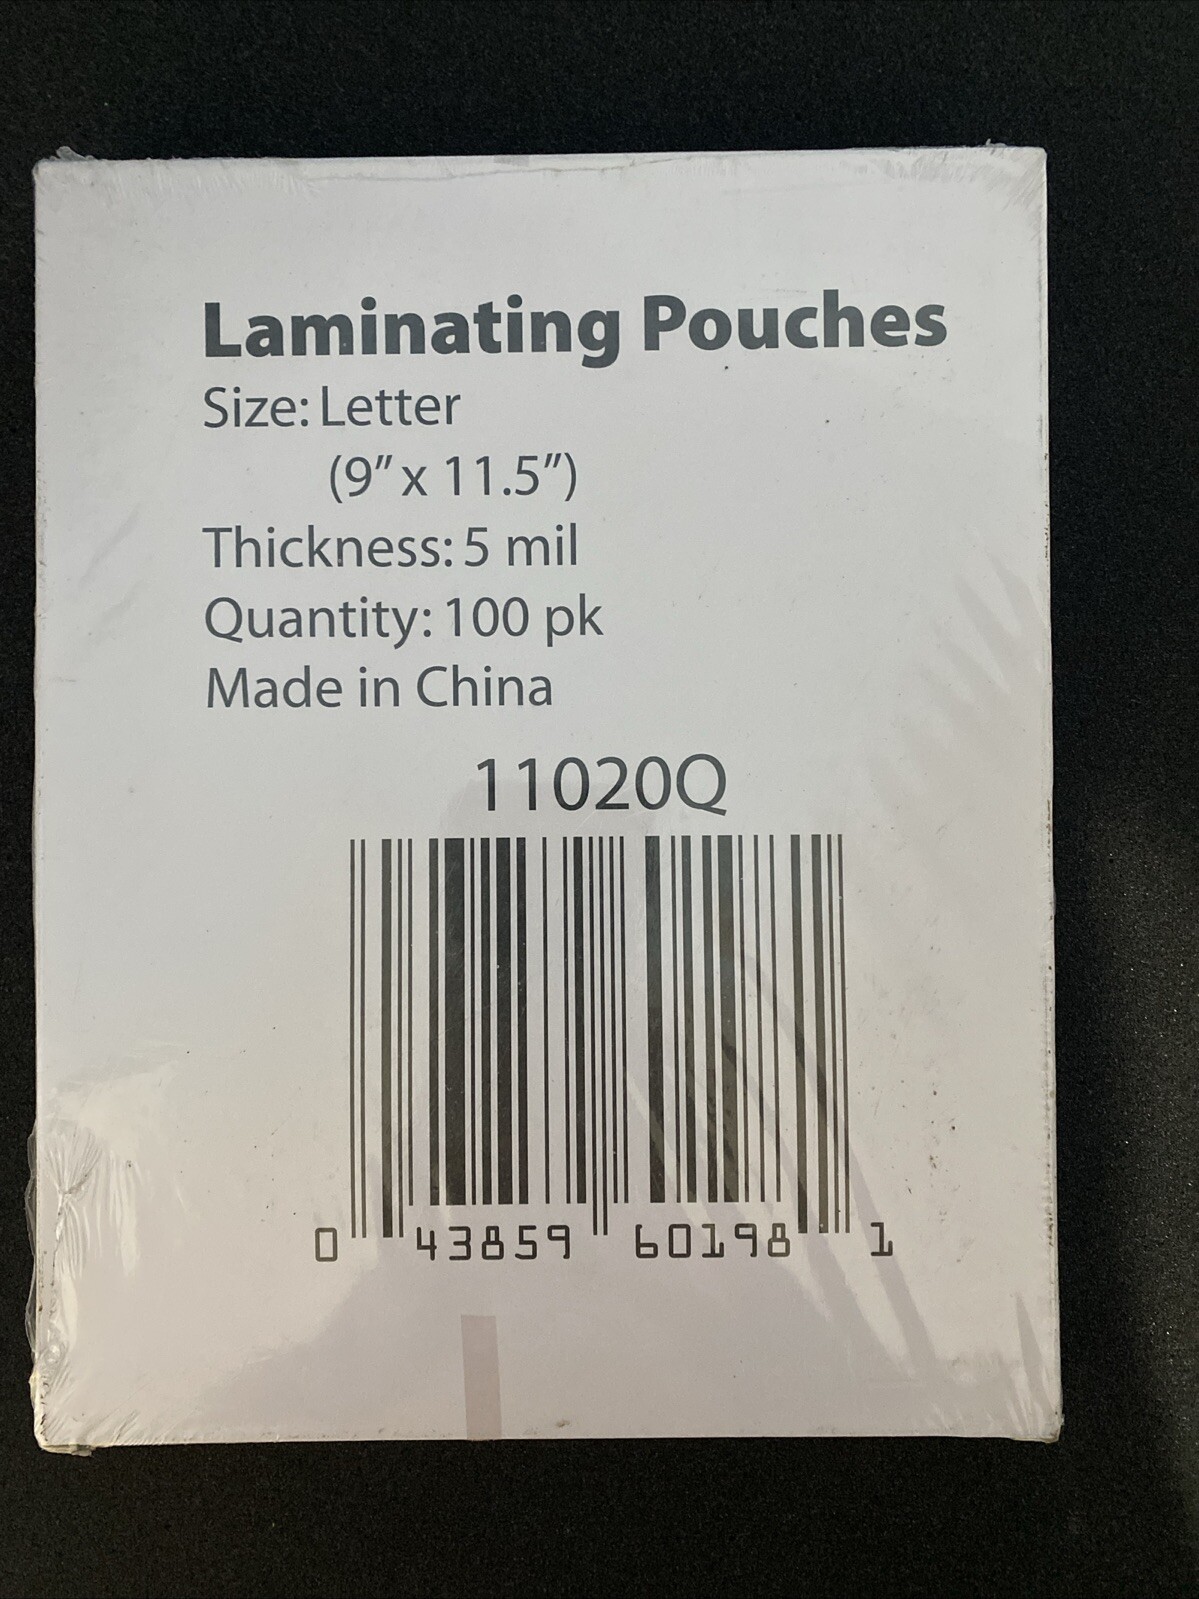 Laminating Pouches
Size: Letter
(9” x 11.5”)
Thickness: 5 mil
Quantity: 100 pk
Made in China
11020Q
0 43859 60198 1